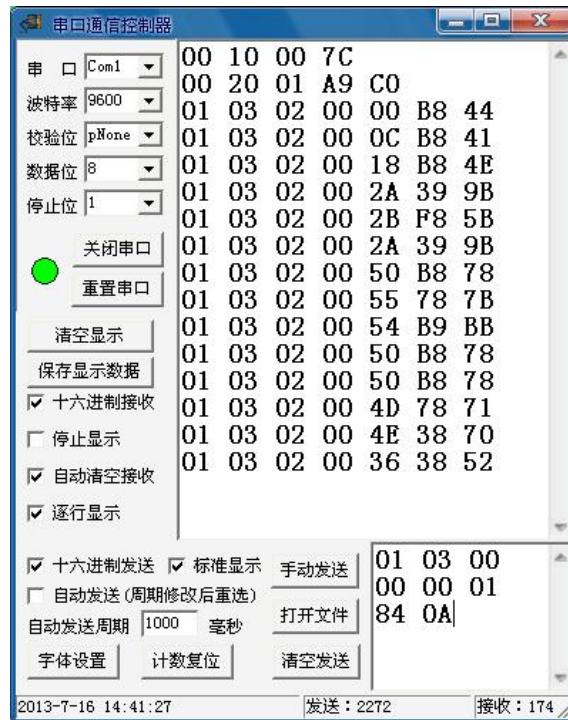 串口通信控制器
串 口 Com1
波特率 9600
校验位 pNone
数据位 8
停止位 1
关闭串口
重置串口
清空显示
保存显示数据
十六进制接收
停止显示
自动清空接收
逐行显示
00 10 00 7C
00 20 01 A9 C0
01 03 02 00 00 B8 44
01 03 02 00 0C B8 41
01 03 02 00 18 B8 4E
01 03 02 00 2A 39 9B
01 03 02 00 2B F8 5B
01 03 02 00 2A 39 9B
01 03 02 00 50 B8 78
01 03 02 00 55 78 7B
01 03 02 00 54 B9 BB
01 03 02 00 50 B8 78
01 03 02 00 50 B8 78
01 03 02 00 4D 78 71
01 03 02 00 4E 38 70
01 03 02 00 36 38 52
十六进制发送 标准显示
自动发送(周期修改后重选)
自动发送周期 1000 毫秒
字体设置 计数复位
手动发送
打开文件
清空发送
01 03 00
00 00 01
84 0A
2013-7-16 14:41:27 发送：2272 接收：174